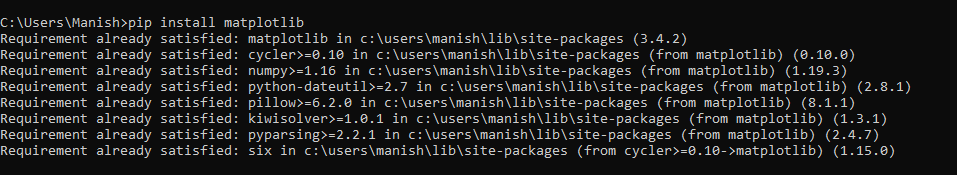 C:\Users\Manish>pip install matplotlib
Requirement already satisfied: matplotlib in c:\users\manish\lib\site-packages (3.4.2)
Requirement already satisfied: cycler>=0.10 in c:\users\manish\lib\site-packages (from matplotlib) (0.10.0)
Requirement already satisfied: numpy>=1.16 in c:\users\manish\lib\site-packages (from matplotlib) (1.19.3)
Requirement already satisfied: python-dateutil>=2.7 in c:\users\manish\lib\site-packages (from matplotlib) (2.8.1)
Requirement already satisfied: pillow>=6.2.0 in c:\users\manish\lib\site-packages (from matplotlib) (8.1.1)
Requirement already satisfied: kiwisolver>=1.0.1 in c:\users\manish\lib\site-packages (from matplotlib) (1.3.1)
Requirement already satisfied: pyparsing>=2.2.1 in c:\users\manish\lib\site-packages (from matplotlib) (2.4.7)
Requirement already satisfied: six in c:\users\manish\lib\site-packages (from cycler>=0.10->matplotlib) (1.15.0)